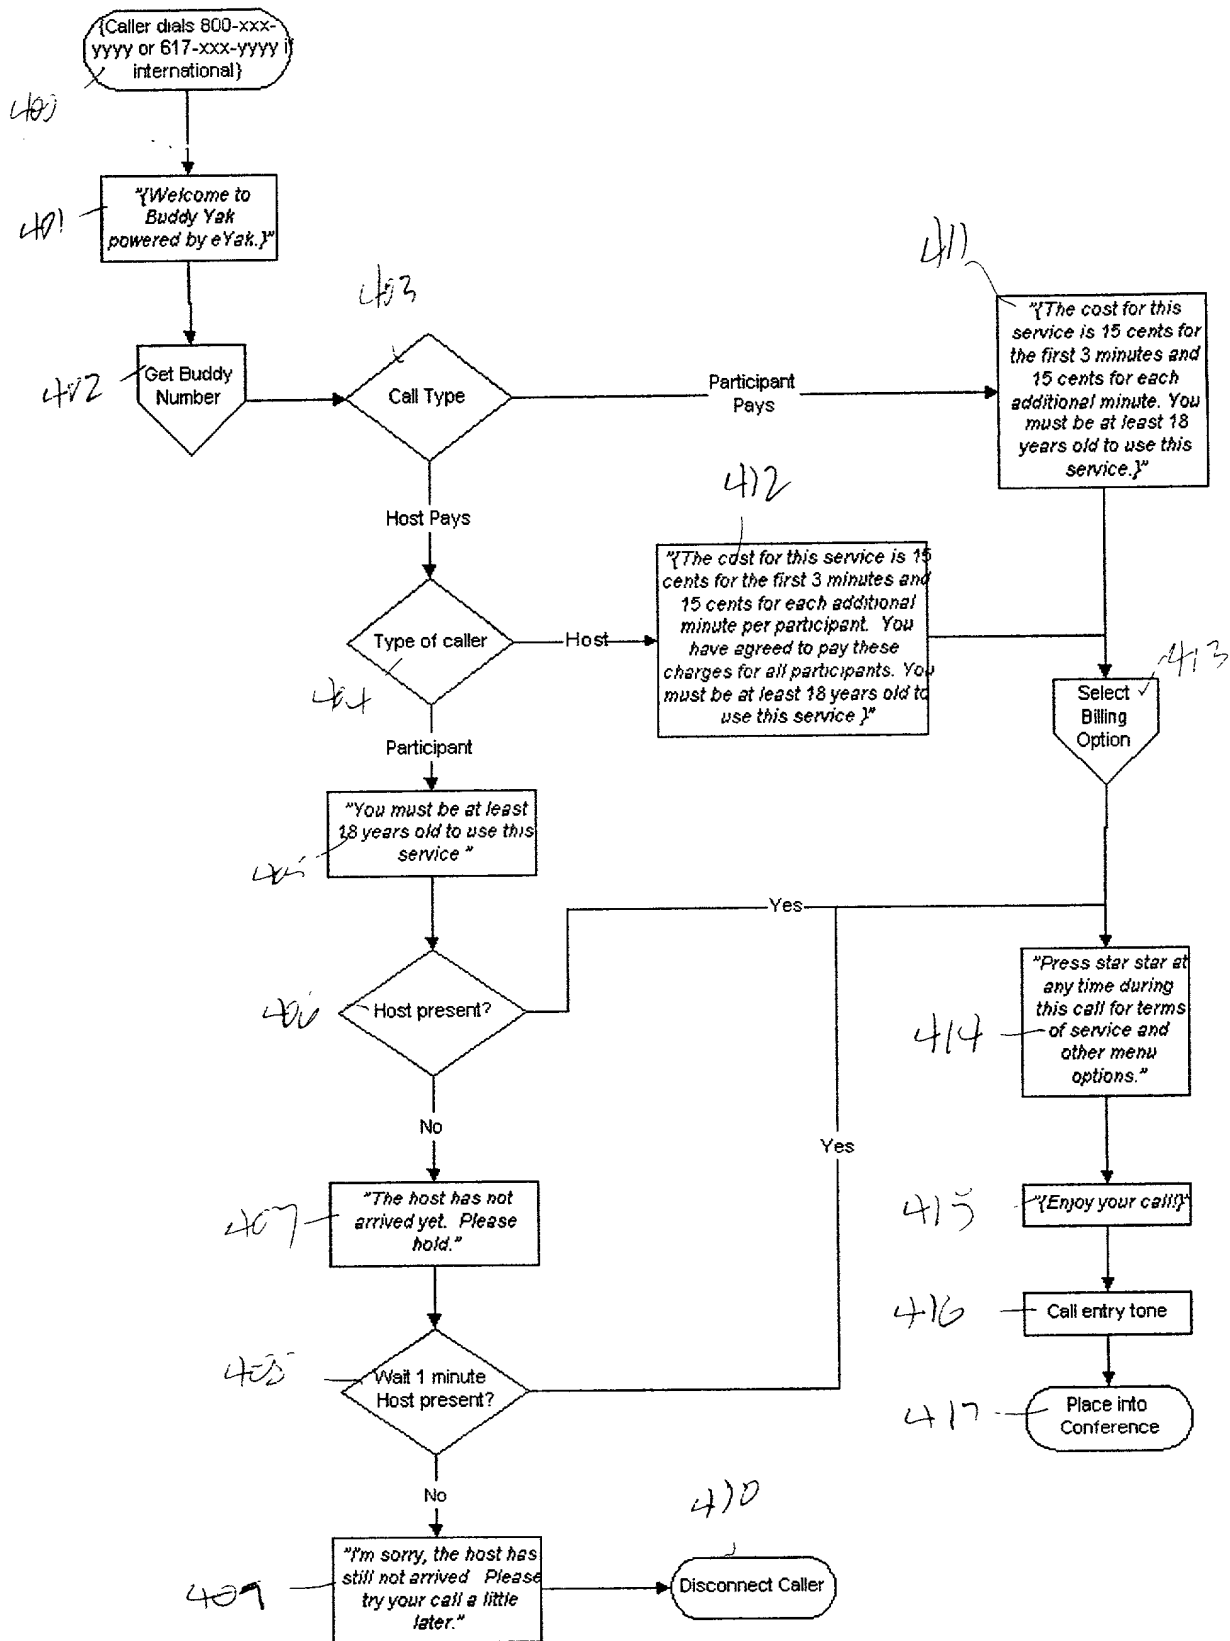 {Caller dials 800-xxx-
yyyy or 617-xxx-yyyy if
international}
400
"{Welcome to
Buddy Yak
powered by eYak.}"
401
Get Buddy
Number
402
403
Call Type
Participant
Pays
411
"{The cost for this
service is 15 cents for
the first 3 minutes and
15 cents for each
additional minute. You
must be at least 18
years old to use this
service.}"
Host Pays
412
"{The cost for this service is 15
cents for the first 3 minutes and
15 cents for each additional
minute per participant. You
have agreed to pay these
charges for all participants. You
must be at least 18 years old to
use this service }"
Type of caller
Host
404
413
Select
Billing
Option
Participant
"You must be at least
18 years old to use this
service "
405
Yes
Host present?
406
"Press star star at
any time during
this call for terms
of service and
other menu
options."
414
No
Yes
"The host has not
arrived yet. Please
hold."
407
"{Enjoy your call!}"
415
Call entry tone
416
Wait 1 minute
Host present?
408
Place into
Conference
417
No
410
"I'm sorry, the host has
still not arrived Please
try your call a little
later."
409
Disconnect Caller